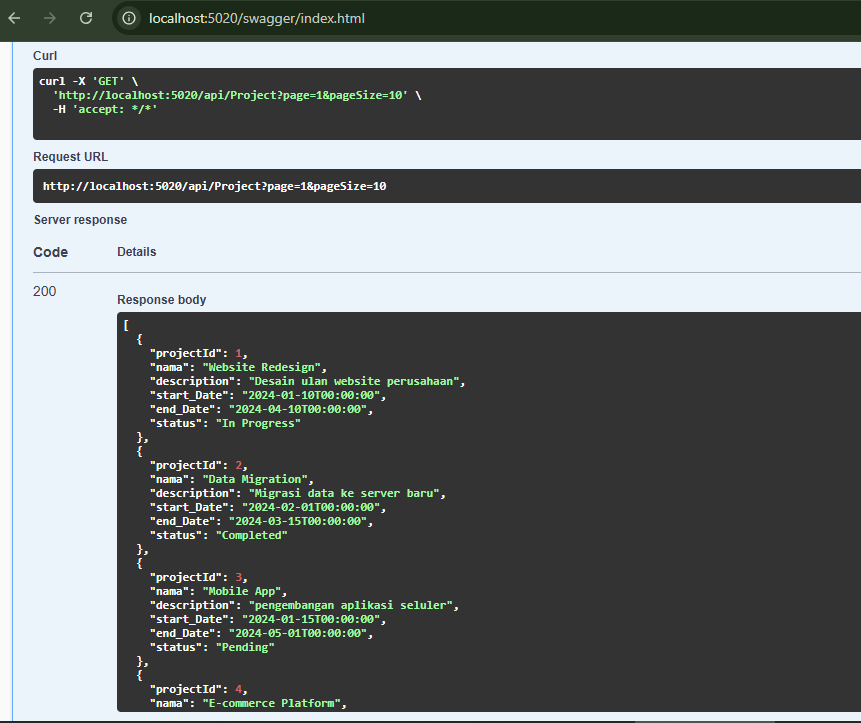 localhost:5020/swagger/index.html
Curl
curl -X 'GET' \
  'http://localhost:5020/api/Project?page=1&pageSize=10' \
  -H 'accept: */*'
Request URL
http://localhost:5020/api/Project?page=1&pageSize=10
Server response
Code Details
200
Response body
[
  {
    "projectId": 1,
    "nama": "Website Redesign",
    "description": "Desain ulan website perusahaan",
    "start_Date": "2024-01-10T00:00:00",
    "end_Date": "2024-04-10T00:00:00",
    "status": "In Progress"
  },
  {
    "projectId": 2,
    "nama": "Data Migration",
    "description": "Migrasi data ke server baru",
    "start_Date": "2024-02-01T00:00:00",
    "end_Date": "2024-03-15T00:00:00",
    "status": "Completed"
  },
  {
    "projectId": 3,
    "nama": "Mobile App",
    "description": "pengembangan aplikasi seluler",
    "start_Date": "2024-01-15T00:00:00",
    "end_Date": "2024-05-01T00:00:00",
    "status": "Pending"
  },
  {
    "projectId": 4,
    "nama": "E-commerce Platform",